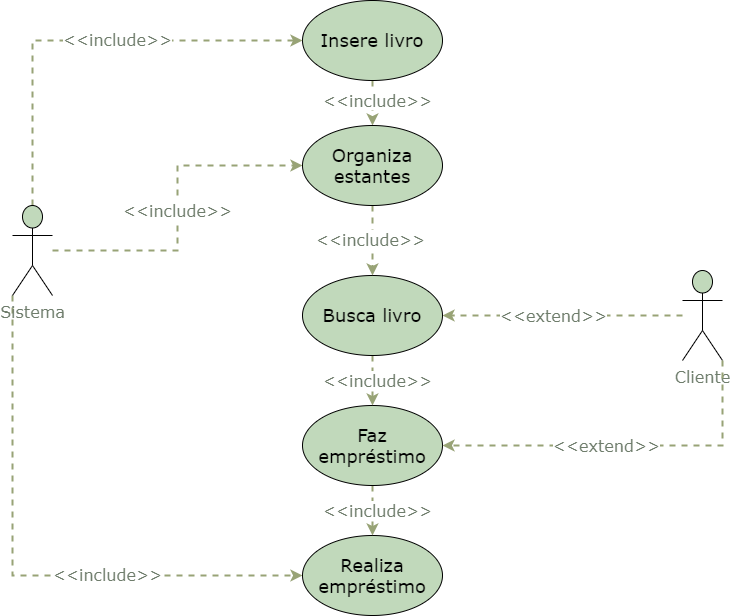 <<include>>
Insere livro
<<include>>
Organiza
estantes
<<include>>
<<include>>
Sistema
Busca livro
<<extend>>
Cliente
<<include>>
Faz
empréstimo
<<extend>>
<<include>>
<<include>>
Realiza
empréstimo